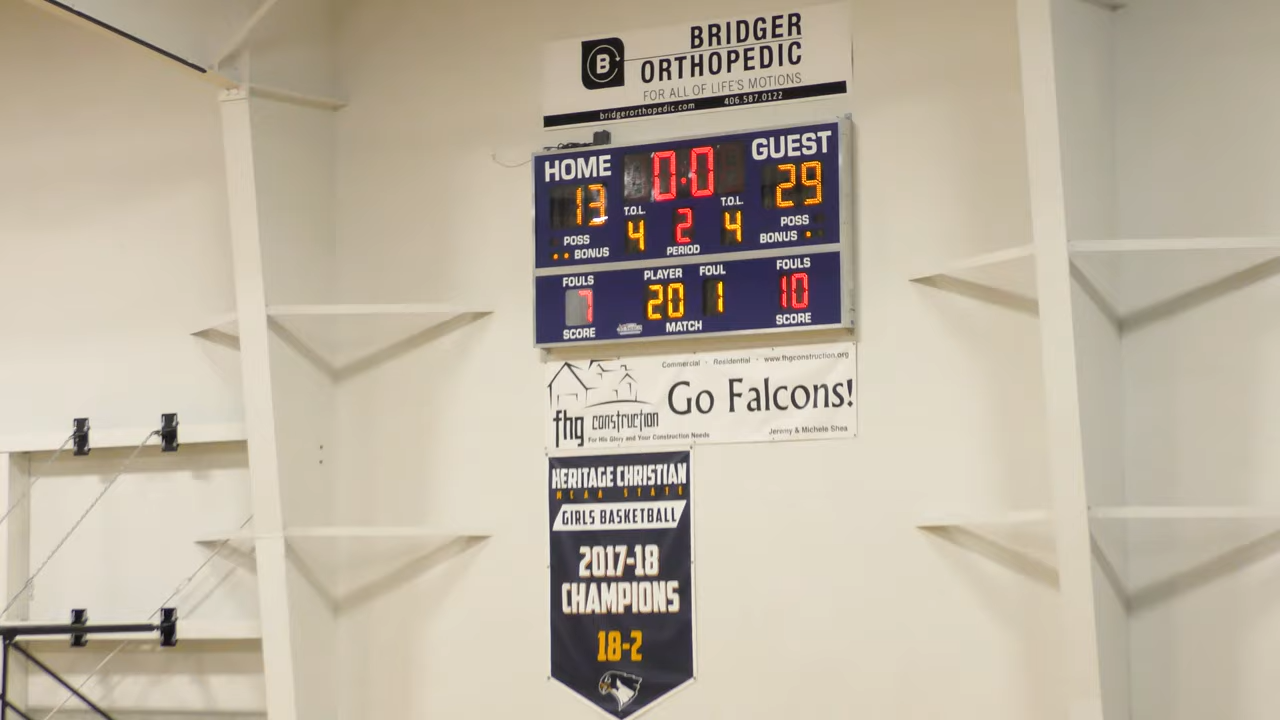 B
BRIDGER
ORTHOPEDIC
FOR ALL OF LIFE'S MOTIONS
bridgerorthopedic.com 406.587.0122
HOME 0.0 GUEST
13 29
T.O.L. T.O.L.
4 2 4
POSS PERIOD POSS
BONUS BONUS
FOULS PLAYER FOUL FOULS
7 20 1 10
SCORE MATCH SCORE
Commercial - Residential - www.fhgconstruction.org
fhg construction Go Falcons!
For His Glory and Your Construction Needs Jeremy & Michele Shea
HERITAGE CHRISTIAN
MCAA STATE
GIRLS BASKETBALL
2017-18
CHAMPIONS
18-2